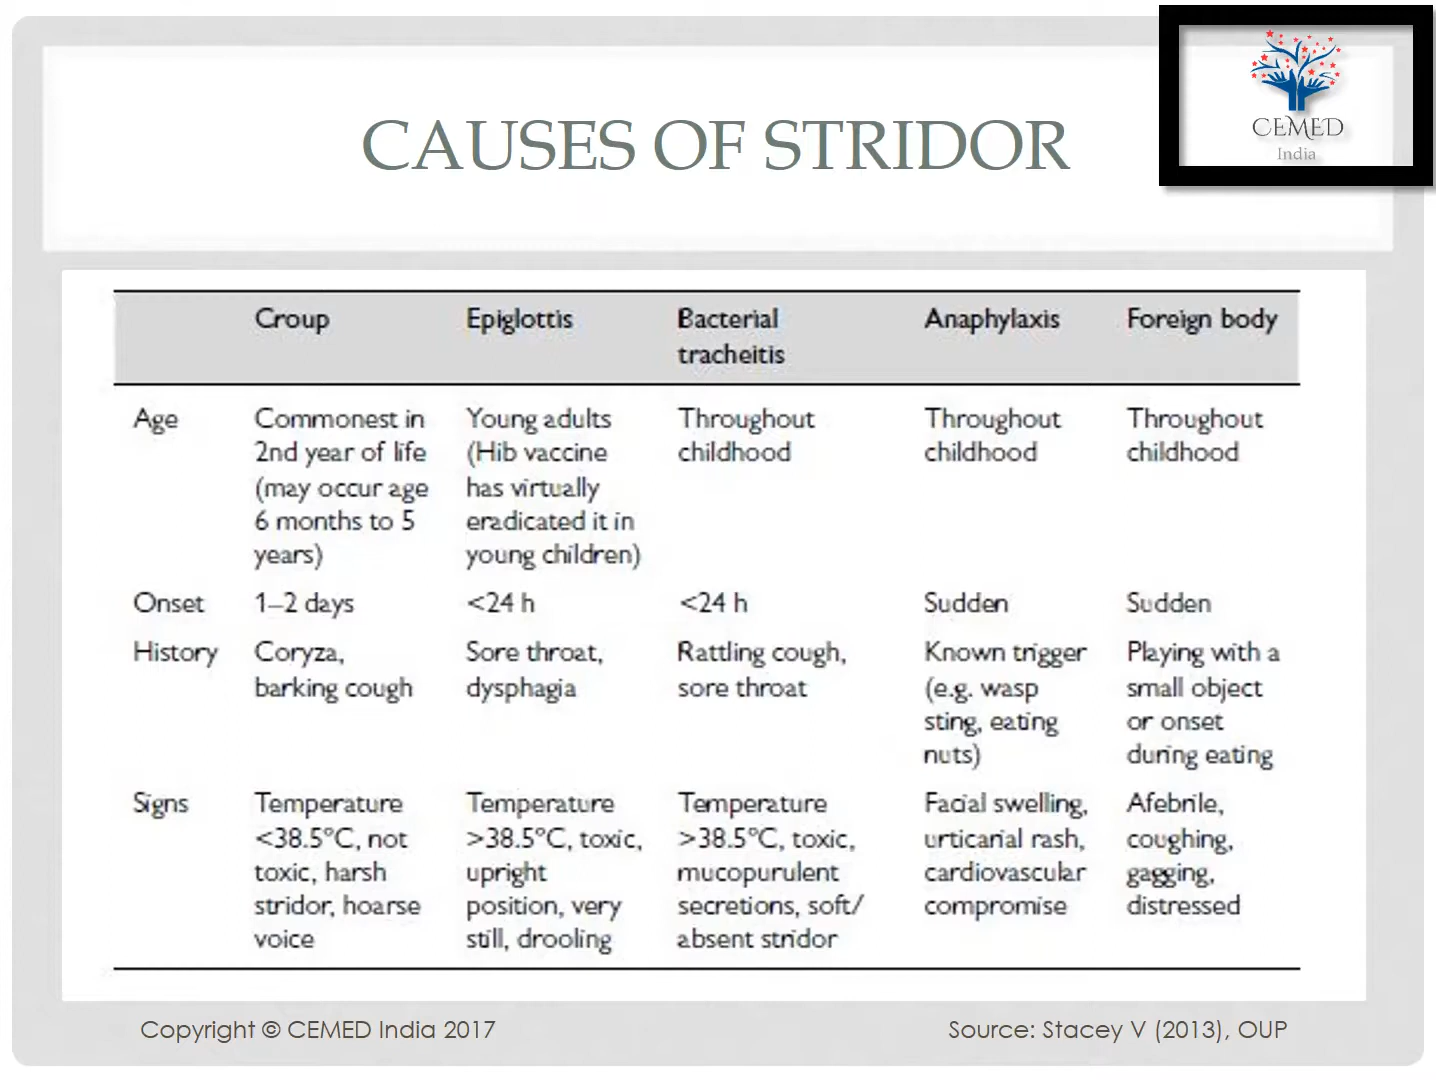 CAUSES OF STRIDOR
CEMED
India
Croup Epiglottis Bacterial Anaphylaxis Foreign body
tracheitis
Age Commonest in Young adults Throughout Throughout Throughout
2nd year of life (Hib vaccine childhood childhood childhood
(may occur age has virtually
6 months to 5 eradicated it in
years) young children)
Onset 1–2 days <24 h <24 h Sudden Sudden
History Coryza, Sore throat, Rattling cough, Known trigger Playing with a
barking cough dysphagia sore throat (e.g. wasp small object
sting, eating or onset
nuts) during eating
Signs Temperature Temperature Temperature Facial swelling, Afebrile,
<38.5°C, not >38.5°C, toxic, >38.5°C, toxic, urticarial rash, coughing,
toxic, harsh upright mucopurulent cardiovascular gagging,
stridor, hoarse position, very secretions, soft/ compromise distressed
voice still, drooling absent stridor
Copyright © CEMED India 2017 Source: Stacey V (2013), OUP